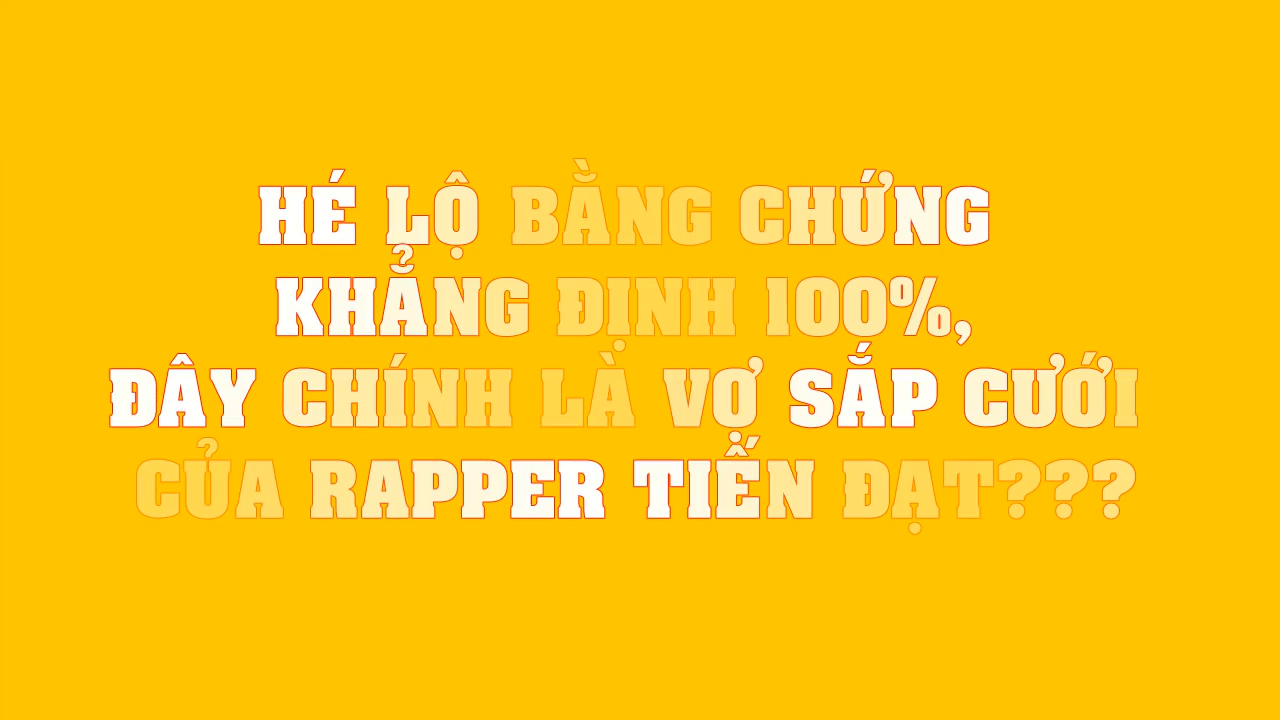 HÉ LỘ BẰNG CHỨNG
KHẲNG ĐỊNH 100%,
ĐÂY CHÍNH LÀ VỢ SẮP CƯỚI
CỦA RAPPER TIẾN ĐẠT???